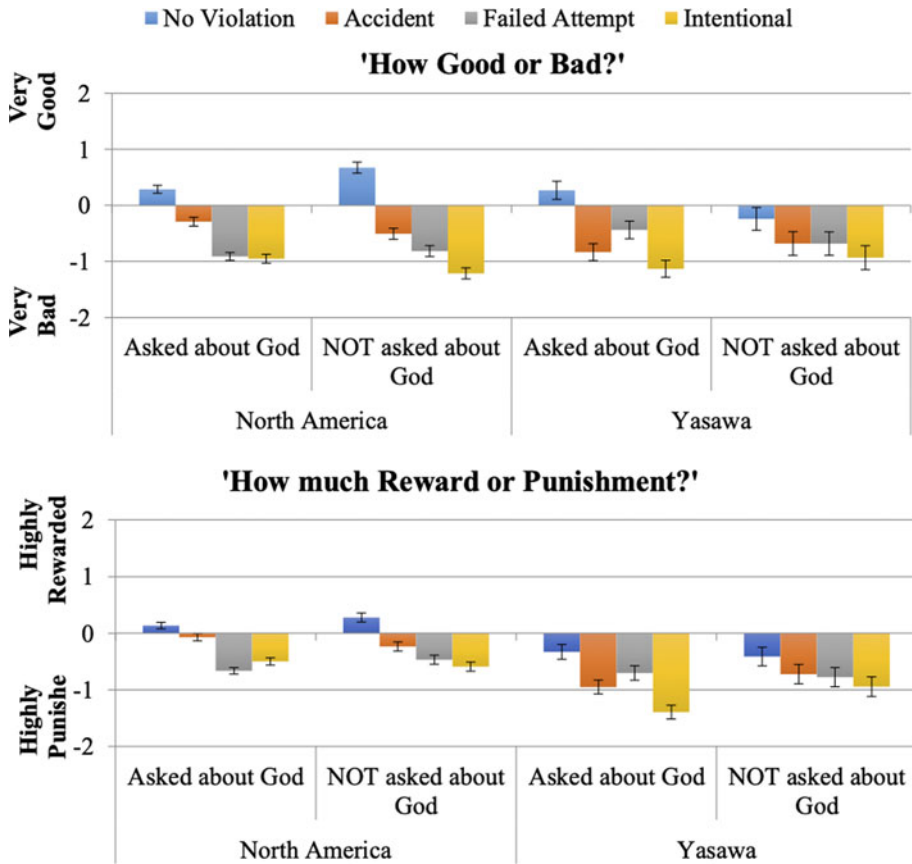 No Violation Accident Failed Attempt Intentional
'How Good or Bad?'
Very Good
Very Bad
2
1
0
-1
-2
Asked about God NOT asked about God Asked about God NOT asked about God
North America Yasawa
'How much Reward or Punishment?'
Highly Rewarded
Highly Punishe
2
1
0
-1
-2
Asked about God NOT asked about God Asked about God NOT asked about God
North America Yasawa